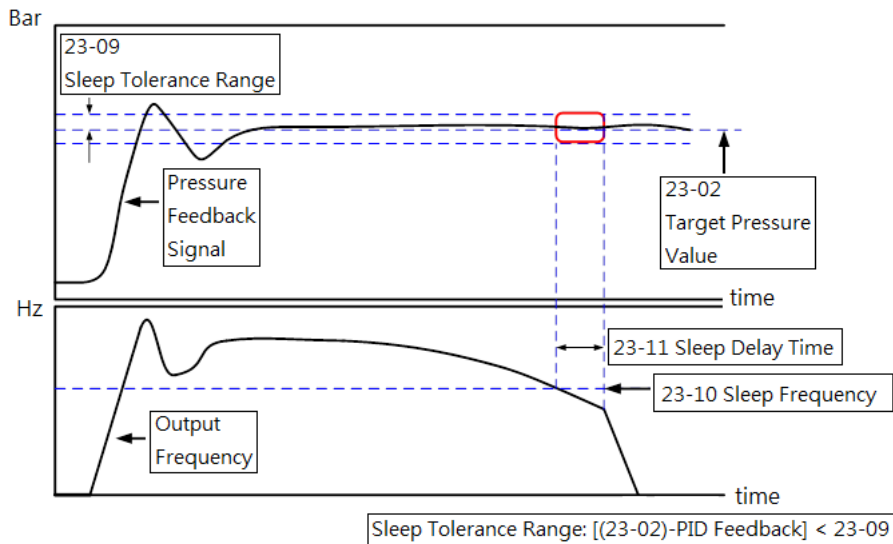 Bar
23-09
Sleep Tolerance Range
Pressure
Feedback
Signal
23-02
Target Pressure
Value
time
Hz
23-11 Sleep Delay Time
23-10 Sleep Frequency
Output
Frequency
time
Sleep Tolerance Range: [(23-02)-PID Feedback] < 23-09